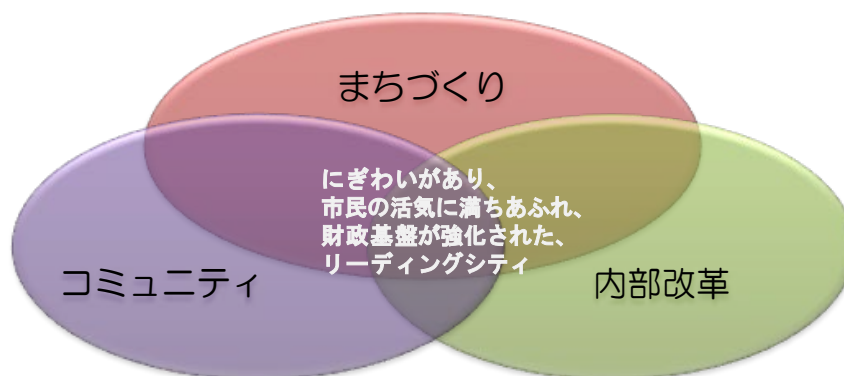 まちづくり
にぎわいがあり、
市民の活気に満ちあふれ、
財政基盤が強化された、
リーディングシティ
コミュニティ
内部改革